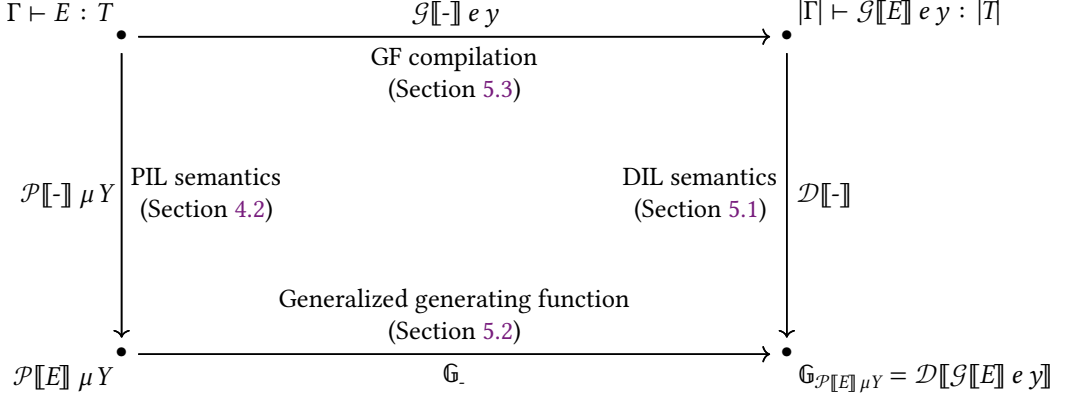 Γ ⊢ E : T
𝒢⟦-⟧ e y
|Γ| ⊢ 𝒢⟦E⟧ e y : |T|
GF compilation
(Section 5.3)
𝒫⟦-⟧ μ Y
PIL semantics
(Section 4.2)
DIL semantics
(Section 5.1)
𝒟⟦-⟧
Generalized generating function
(Section 5.2)
𝒫⟦E⟧ μ Y
𝔾_-
𝔾_{𝒫⟦E⟧ μ Y} = 𝒟⟦𝒢⟦E⟧ e y⟧